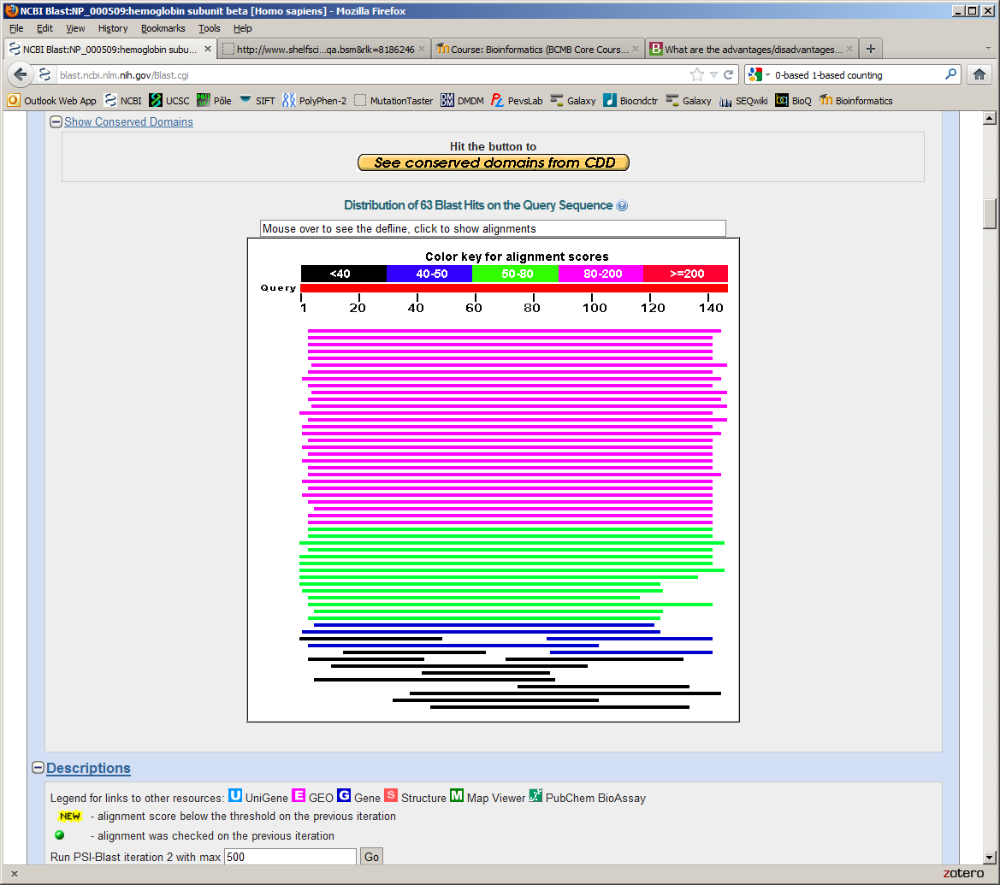 NCBI Blast:NP_000509:hemoglobin subunit beta [Homo sapiens] - Mozilla Firefox
File Edit View History Bookmarks Tools Help
NCBI Blast:NP_000509:hemoglobin subu... × http://www.shelfsci...qa.bsm&rlk=8186246 × Course: Bioinformatics (BCMB Core Cours... × B What are the advantages/disadvantages... × +
blast.ncbi.nlm.nih.gov/Blast.cgi 0-based 1-based counting
Outlook Web App NCBI UCSC Pôle SIFT PolyPhen-2 MutationTaster DMDM PevsLab Galaxy Biocndctr Galaxy SEQwiki BioQ Bioinformatics
Show Conserved Domains
Hit the button to
See conserved domains from CDD
Distribution of 63 Blast Hits on the Query Sequence ?
Mouse over to see the defline, click to show alignments
Color key for alignment scores
<40 40-50 50-80 80-200 >=200
Query
1 20 40 60 80 100 120 140
Descriptions
Legend for links to other resources: U UniGene E GEO G Gene S Structure M Map Viewer PubChem BioAssay
NEW - alignment score below the threshold on the previous iteration
- alignment was checked on the previous iteration
Run PSI-Blast iteration 2 with max 500 Go
× zotero